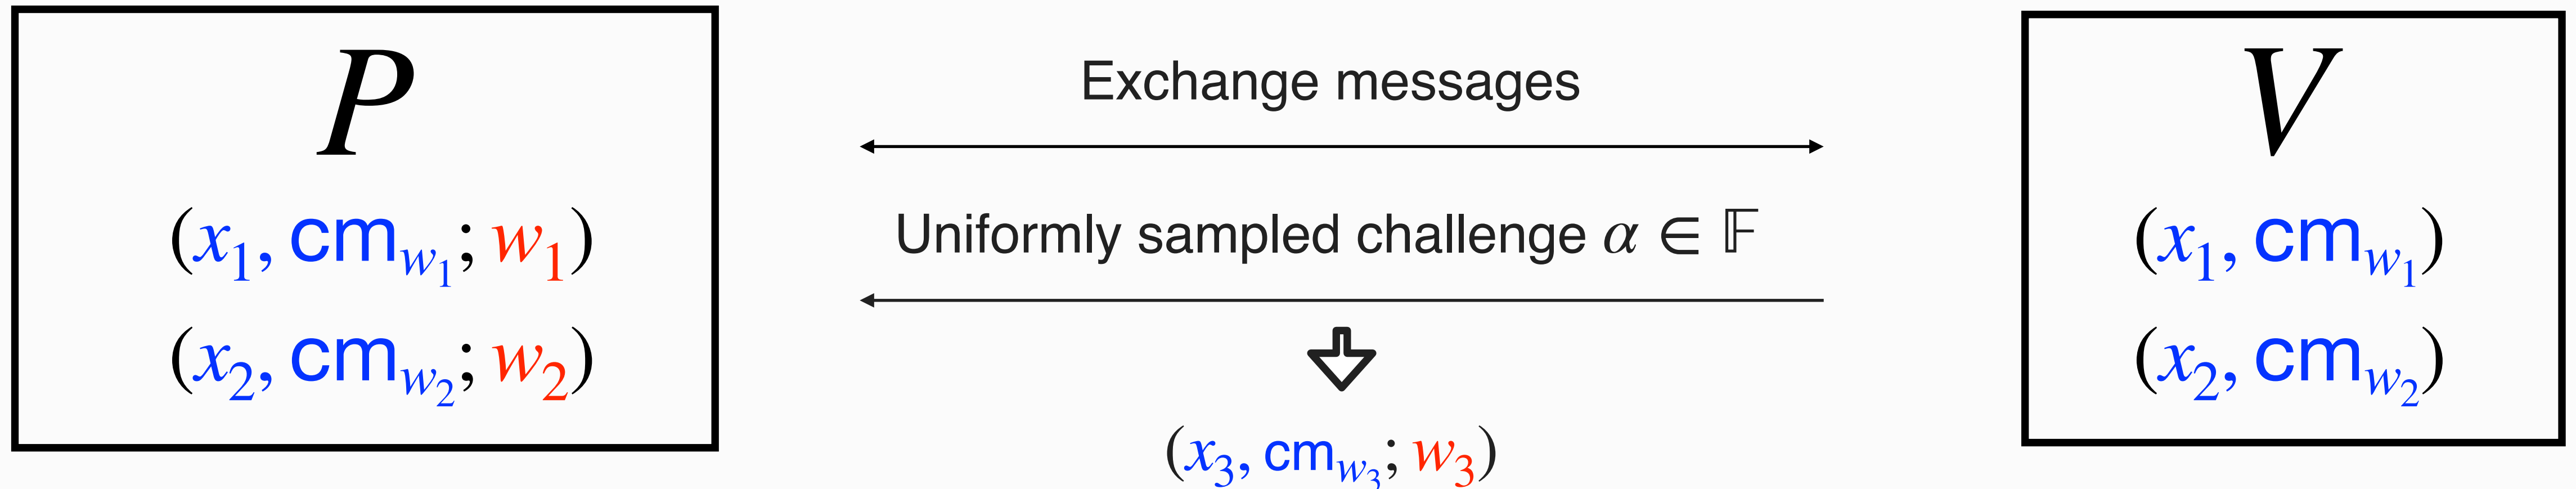 P
(x₁, cm_{w₁}; w₁)
(x₂, cm_{w₂}; w₂)
Exchange messages
Uniformly sampled challenge α ∈ 𝔽
(x₃, cm_{w₃}; w₃)
V
(x₁, cm_{w₁})
(x₂, cm_{w₂})